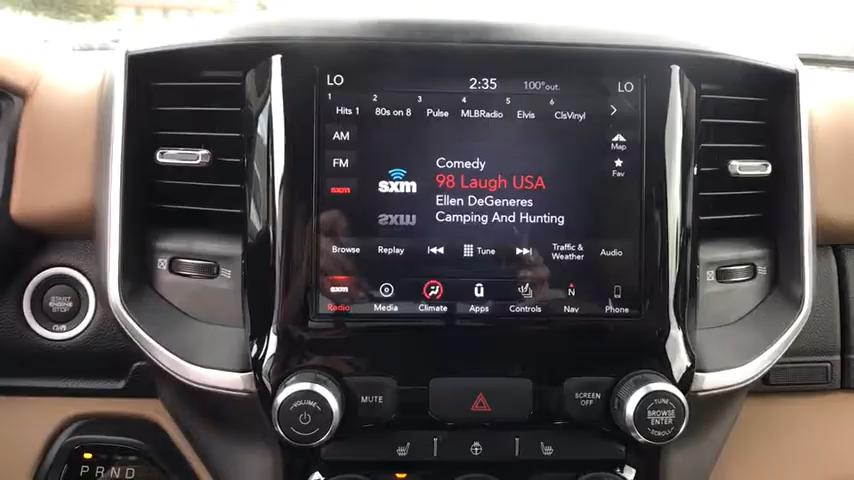 LO 2:35 100°out LO
1 2 3 4 5 6
Hits 1 80s on 8 Pulse MLBRadio Elvis ClsVinyl
AM
Map
FM
Comedy
Fav
sxm
sxm
98 Laugh USA
Ellen DeGeneres
Camping And Hunting
Browse Replay Tune Traffic & Weather Audio
sxm
N
Radio Media Climate Apps Controls Nav Phone
START
ENGINE
STOP
VOLUME
MUTE
SCREEN
OFF
TUNE
BROWSE
ENTER
SCROLL
PRND